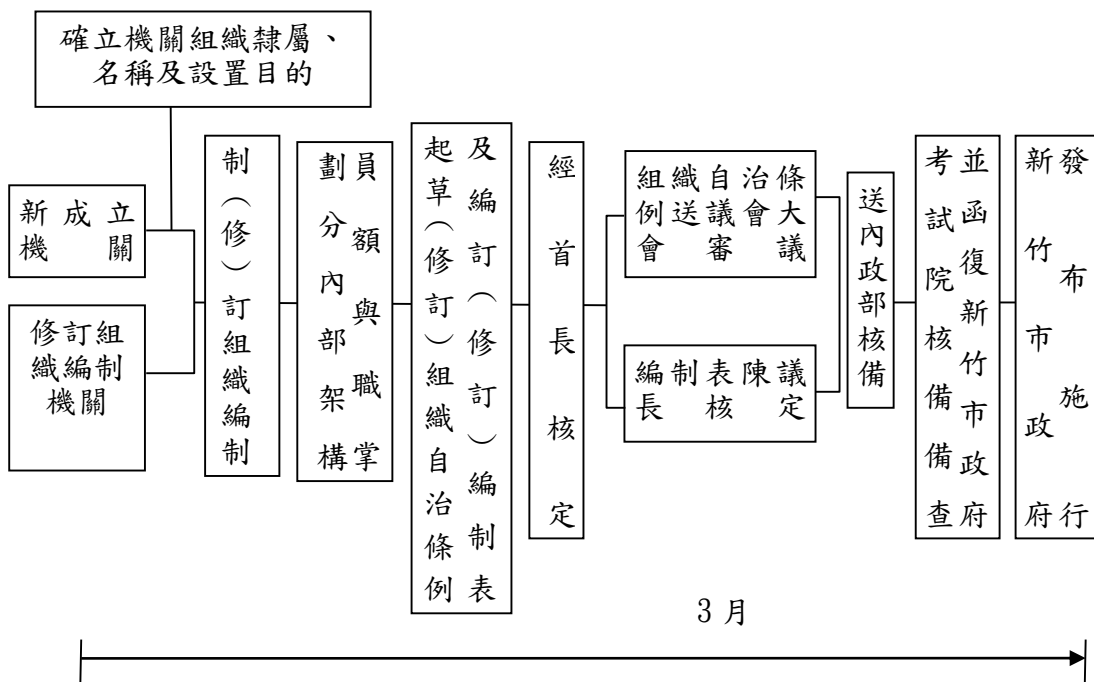 確立機關組織隸屬、
名稱及設置目的
新成立
機關
修訂組
織編制
機關
制（修）訂組織編制
劃分內部架構
員額與職掌
起草（修訂）組織自治條例
及編訂（修訂）編制表
經首長核定
組織自治條
例送議會大
會審議
編制表陳議
長核定
送內政部核備
考試院核備備查
並函復新竹市政府
新竹市政府
發布施行
3月